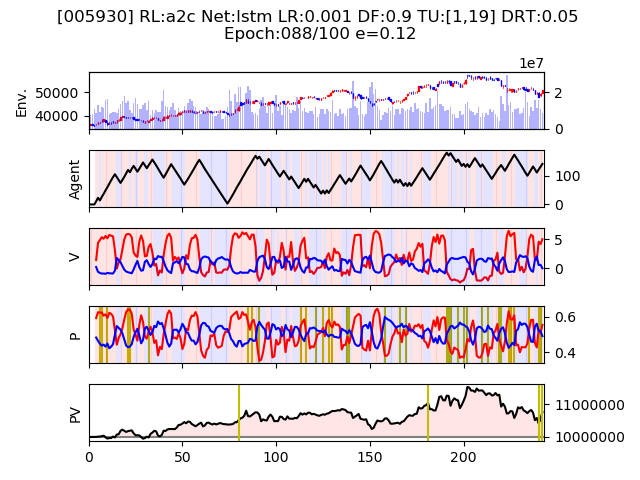 [005930] RL:a2c Net:lstm LR:0.001 DF:0.9 TU:[1,19] DRT:0.05
Epoch:088/100 e=0.12
1e7
Env.
50000
40000
2
0
Agent
100
0
V
5
0
P
0.6
0.4
PV
11000000
10000000
0
50
100
150
200